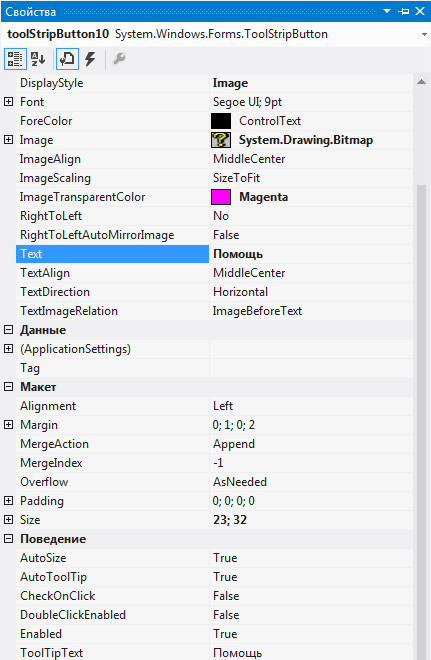 Свойства
toolStripButton10 System.Windows.Forms.ToolStripButton
DisplayStyle Image
Font Segoe UI; 9pt
ForeColor ControlText
Image System.Drawing.Bitmap
ImageAlign MiddleCenter
ImageScaling SizeToFit
ImageTransparentColor Magenta
RightToLeft No
RightToLeftAutoMirrorImage False
Text Помощь
TextAlign MiddleCenter
TextDirection Horizontal
TextImageRelation ImageBeforeText
Данные
(ApplicationSettings)
Tag
Макет
Alignment Left
Margin 0; 1; 0; 2
MergeAction Append
MergeIndex -1
Overflow AsNeeded
Padding 0; 0; 0; 0
Size 23; 32
Поведение
AutoSize True
AutoToolTip True
CheckOnClick False
DoubleClickEnabled False
Enabled True
ToolTipText Помощь